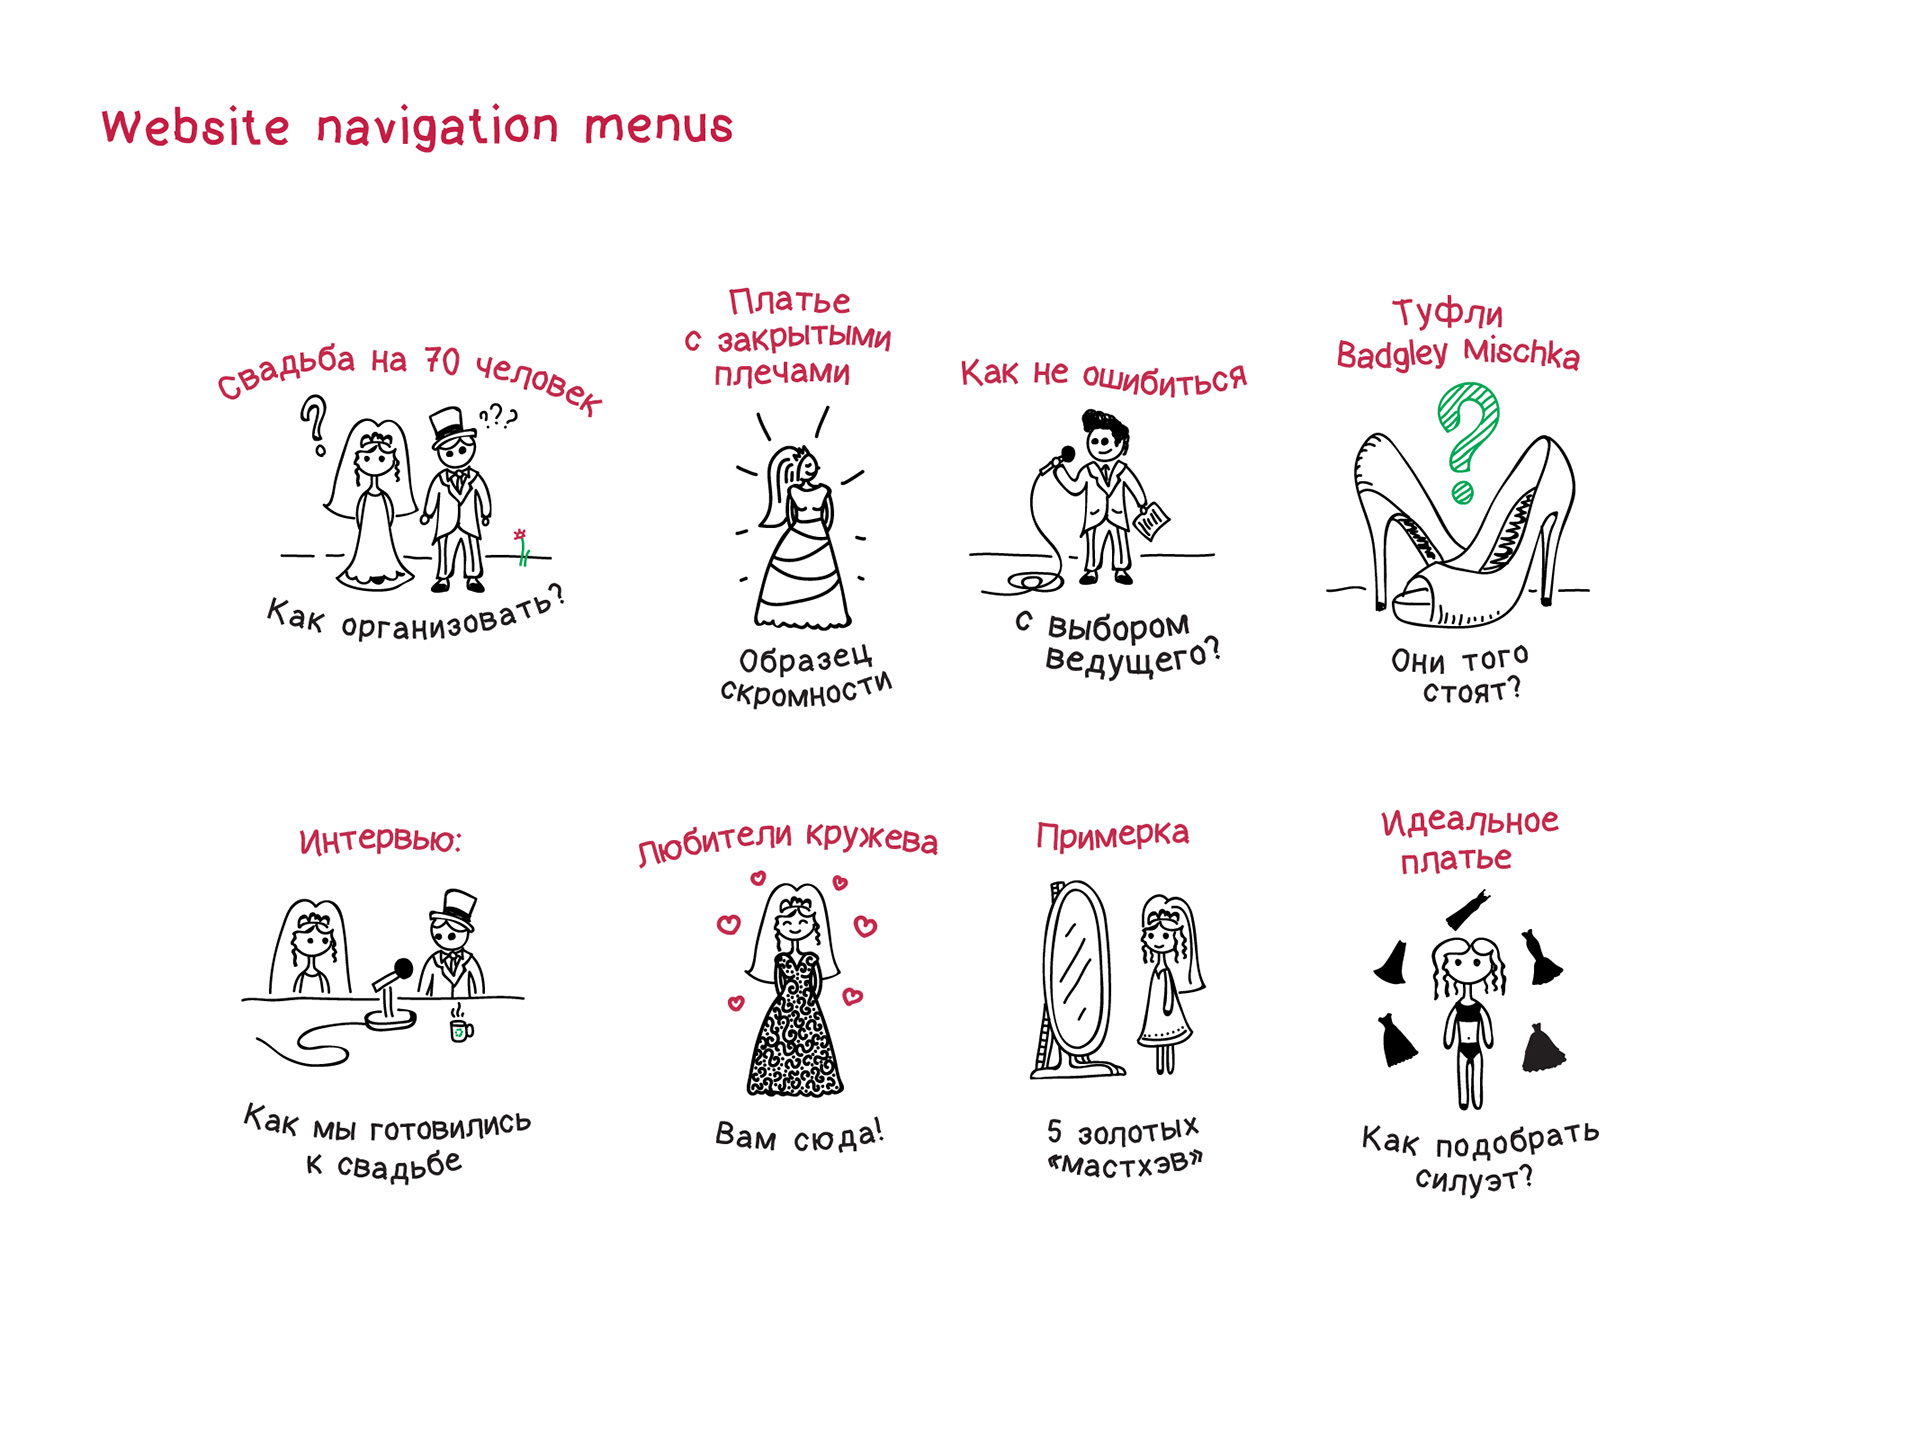 Website navigation menus
Свадьба на 70 человек
? ???
Как организовать?
Платье
с закрытыми
плечами
Образец
скромности
Как не ошибиться
с выбором
ведущего?
Туфли
Badgley Mischka
?
Они того
стоят?
Интервью:
Как мы готовились
к свадьбе
Любители кружева
Вам сюда!
Примерка
5 золотых
«мастхэв»
Идеальное
платье
Как подобрать
силуэт?